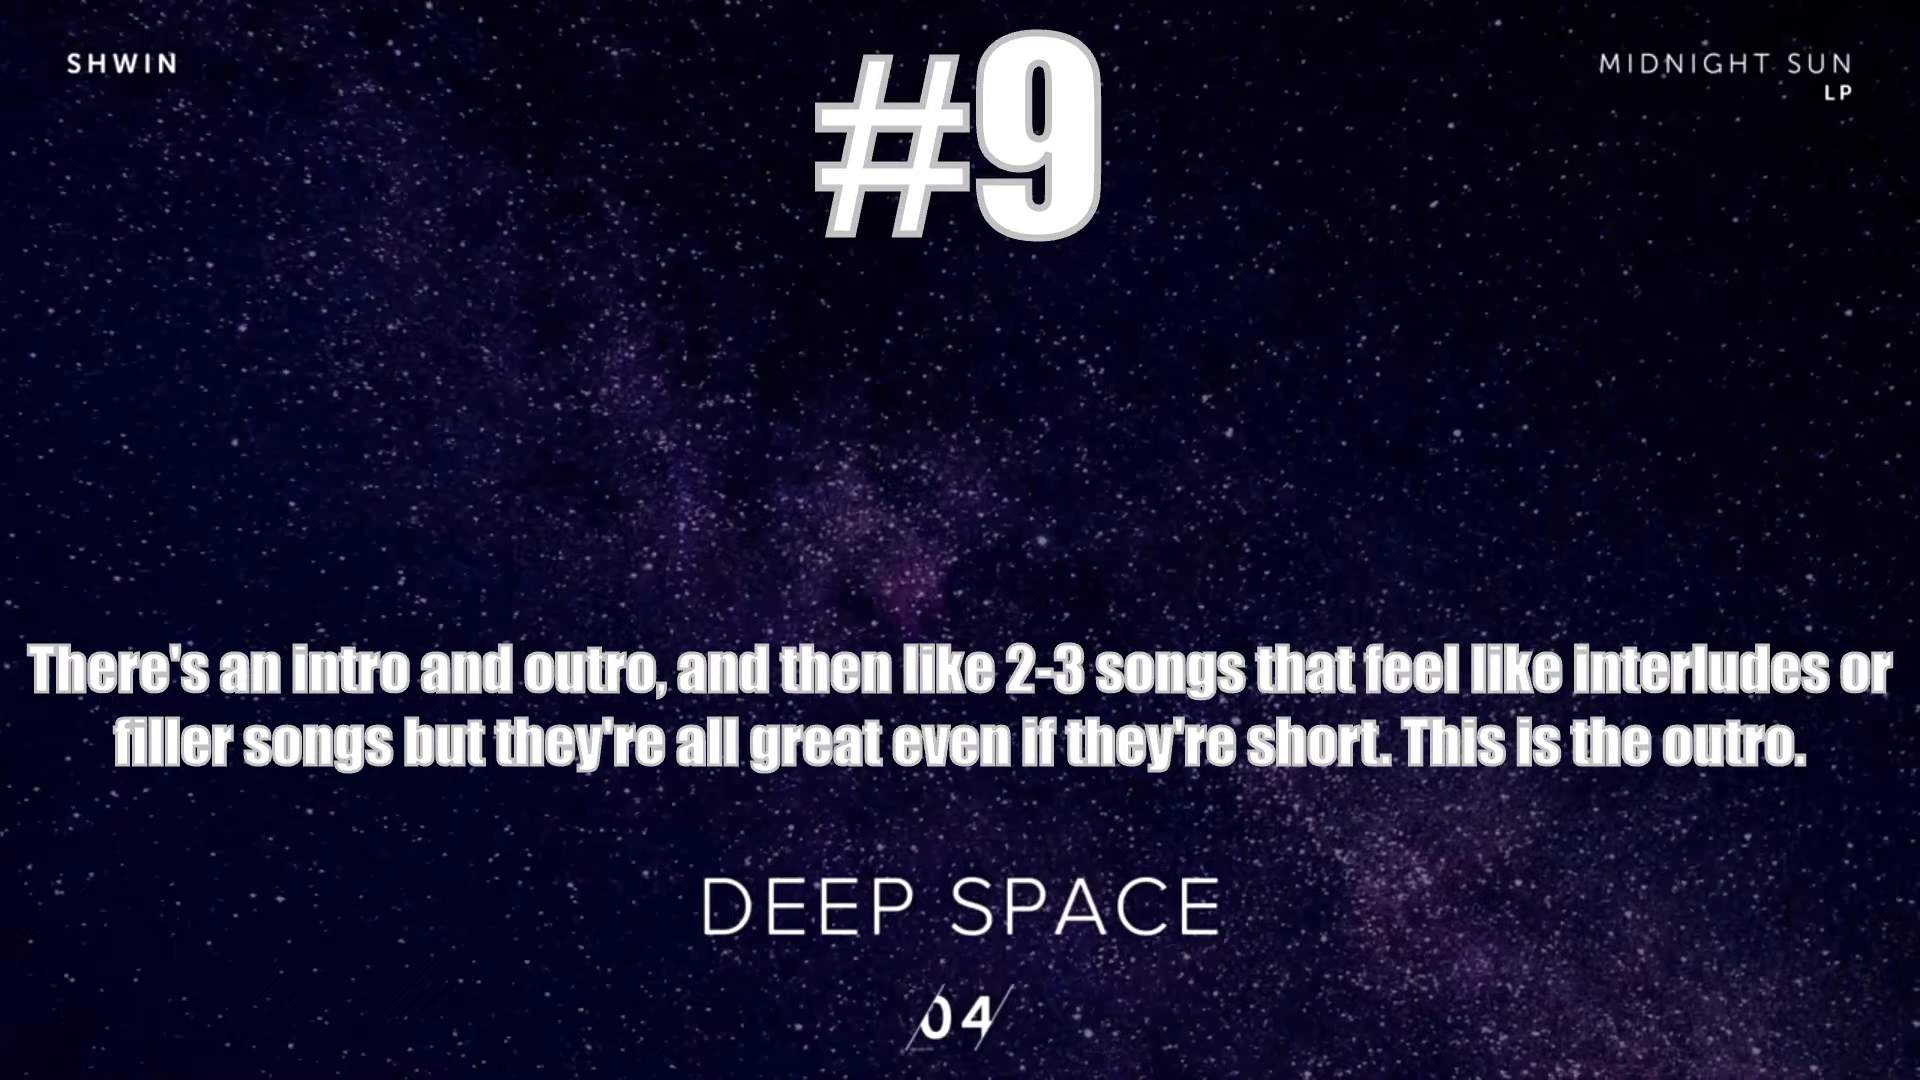 SHWIN
#9
MIDNIGHT SUN
LP
There's an intro and outro, and then like 2-3 songs that feel like interludes or
filler songs but they're all great even if they're short. This is the outro.
DEEP SPACE
04